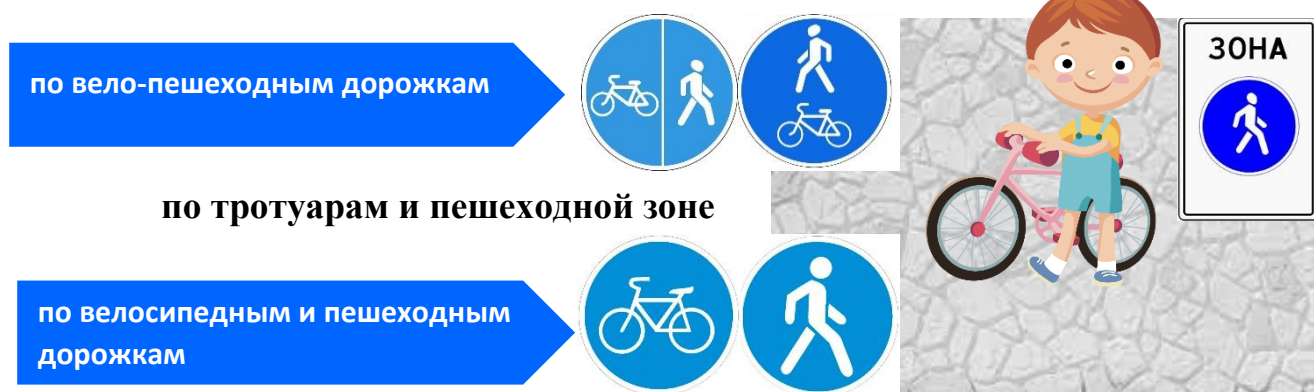 по вело-пешеходным дорожкам
ЗОНА
по тротуарам и пешеходной зоне
по велосипедным и пешеходным
дорожкам